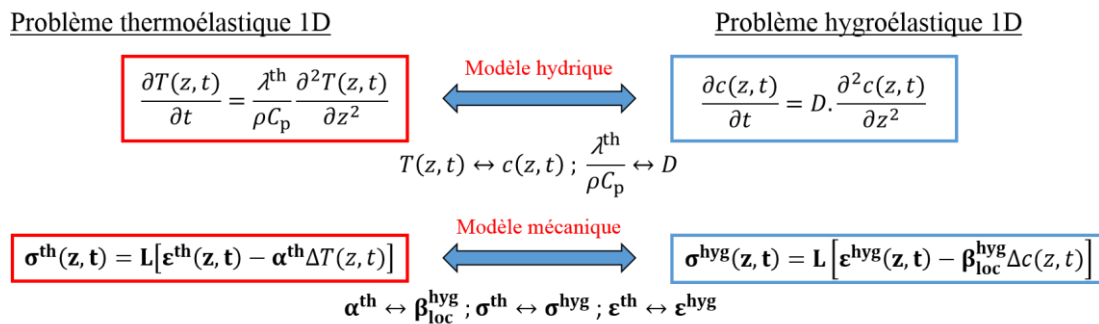 Problème thermoélastique 1D
Problème hygroélastique 1D
∂T(z,t)/∂t = λ^th/ρC_p ∂²T(z,t)/∂z²
Modèle hydrique
∂c(z,t)/∂t = D. ∂²c(z,t)/∂z²
T(z,t) ↔ c(z,t) ; λ^th/ρC_p ↔ D
σ^th(z,t) = L[ε^th(z,t) − α^th ΔT(z,t)]
Modèle mécanique
σ^hyg(z,t) = L [ε^hyg(z,t) − β_loc^hyg Δc(z,t)]
α^th ↔ β_loc^hyg ; σ^th ↔ σ^hyg ; ε^th ↔ ε^hyg